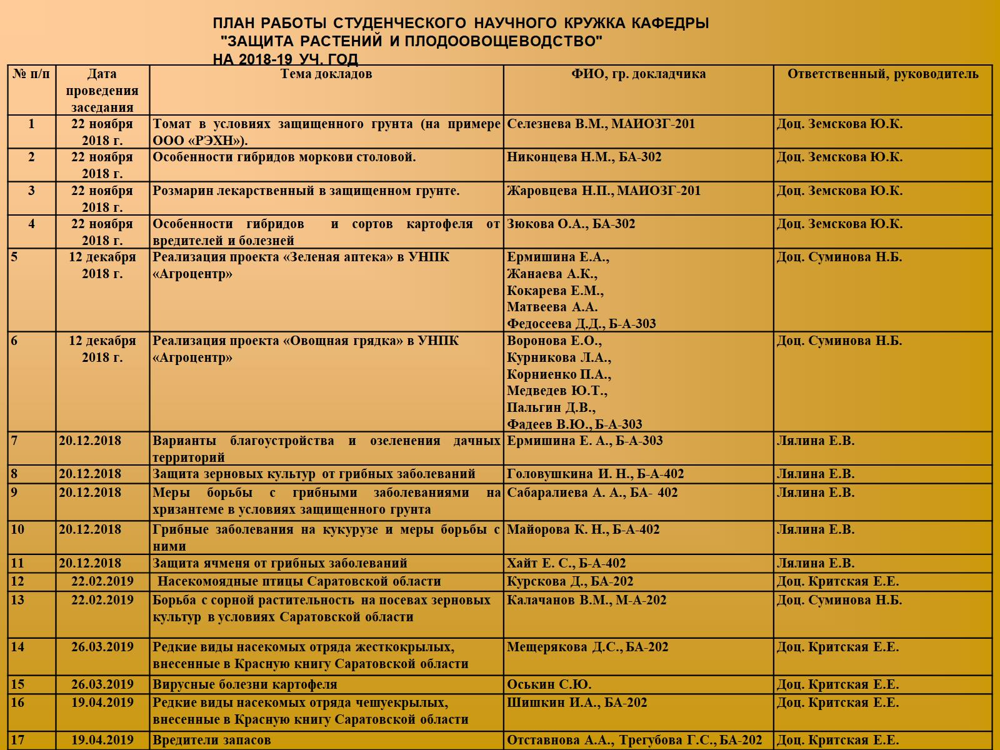 ПЛАН РАБОТЫ СТУДЕНЧЕСКОГО НАУЧНОГО КРУЖКА КАФЕДРЫ
"ЗАЩИТА РАСТЕНИЙ И ПЛОДООВОЩЕВОДСТВО"
НА 2018-19 УЧ. ГОД
№ п/п Дата проведения заседания Тема докладов ФИО, гр. докладчика Ответственный, руководитель
1 22 ноября 2018 г. Томат в условиях защищенного грунта (на примере ООО «РЭХН»). Селезнева В.М., МАИОЗГ-201 Доц. Земскова Ю.К.
2 22 ноября 2018 г. Особенности гибридов моркови столовой. Никонцева Н.М., БА-302 Доц. Земскова Ю.К.
3 22 ноября 2018 г. Розмарин лекарственный в защищенном грунте. Жаровцева Н.П., МАИОЗГ-201 Доц. Земскова Ю.К.
4 22 ноября 2018 г. Особенности гибридов и сортов картофеля от вредителей и болезней Зюкова О.А., БА-302 Доц. Земскова Ю.К.
5 12 декабря 2018 г. Реализация проекта «Зеленая аптека» в УНПК «Агроцентр» Ермишина Е.А., Жанаева А.К., Кокарева Е.М., Матвеева А.А. Федосеева Д.Д., Б-А-303 Доц. Суминова Н.Б.
6 12 декабря 2018 г. Реализация проекта «Овощная грядка» в УНПК «Агроцентр» Воронова Е.О., Курникова Л.А., Корниенко П.А., Медведев Ю.Т., Пальгин Д.В., Фадеев В.Ю., Б-А-303 Доц. Суминова Н.Б.
7 20.12.2018 Варианты благоустройства и озеленения дачных территорий Ермишина Е. А., Б-А-303 Лялина Е.В.
8 20.12.2018 Защита зерновых культур от грибных заболеваний Головушкина И. Н., Б-А-402 Лялина Е.В.
9 20.12.2018 Меры борьбы с грибными заболеваниями на хризантеме в условиях защищенного грунта Сабаралиева А. А., БА- 402 Лялина Е.В.
10 20.12.2018 Грибные заболевания на кукурузе и меры борьбы с ними Майорова К. Н., Б-А-402 Лялина Е.В.
11 20.12.2018 Защита ячменя от грибных заболеваний Хайт Е. С., Б-А-402 Лялина Е.В.
12 22.02.2019 Насекомоядные птицы Саратовской области Курскова Д., БА-202 Доц. Критская Е.Е.
13 22.02.2019 Борьба с сорной растительность на посевах зерновых культур в условиях Саратовской области Калачанов В.М., М-А-202 Доц. Суминова Н.Б.
14 26.03.2019 Редкие виды насекомых отряда жесткокрылых, внесенные в Красную книгу Саратовской области Мещерякова Д.С., БА-202 Доц. Критская Е.Е.
15 26.03.2019 Вирусные болезни картофеля Оськин С.Ю. Доц. Критская Е.Е.
16 19.04.2019 Редкие виды насекомых отряда чешуекрылых, внесенные в Красную книгу Саратовской области Шишкин И.А., БА-202 Доц. Критская Е.Е.
17 19.04.2019 Вредители запасов Отставнова А.А., Трегубова Г.С., БА-202 Доц. Критская Е.Е.